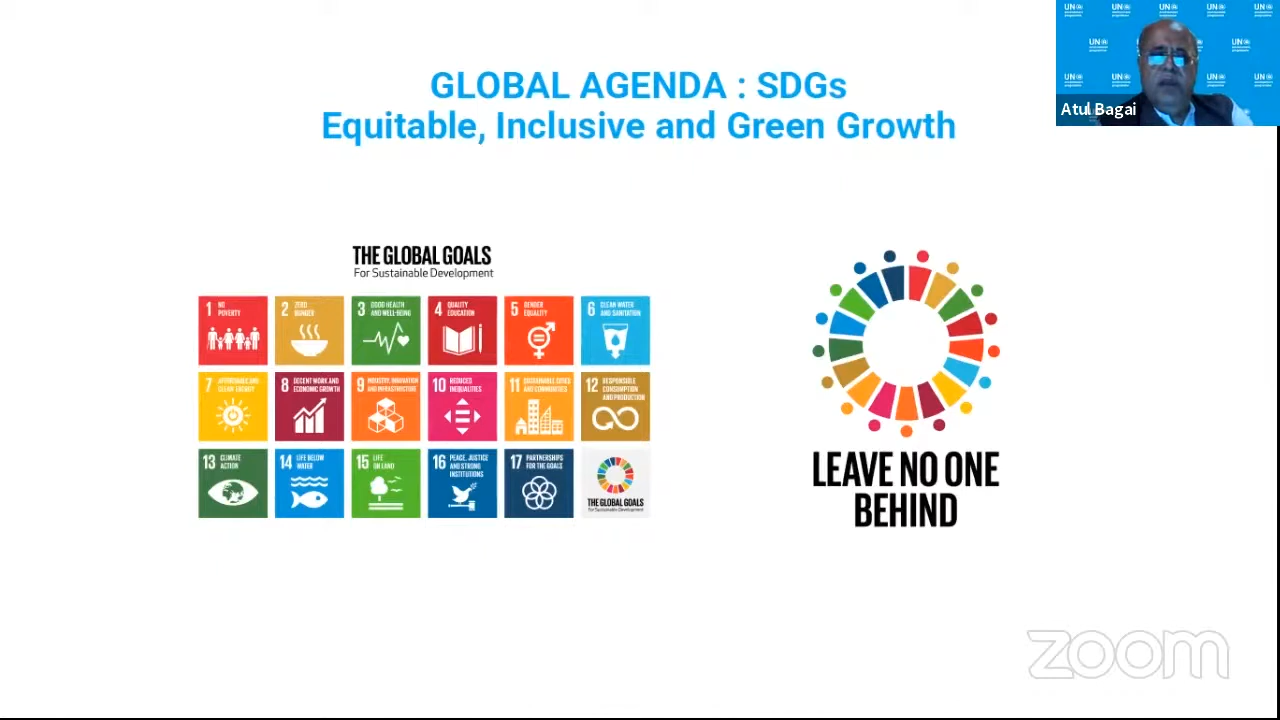 GLOBAL AGENDA : SDGs
Equitable, Inclusive and Green Growth
Atul Bagai
THE GLOBAL GOALS
For Sustainable Development
1 NO
POVERTY
2 ZERO
HUNGER
3 GOOD HEALTH
AND WELL-BEING
4 QUALITY
EDUCATION
5 GENDER
EQUALITY
6 CLEAN WATER
AND SANITATION
7 AFFORDABLE AND
CLEAN ENERGY
8 DECENT WORK AND
ECONOMIC GROWTH
9 INDUSTRY, INNOVATION
AND INFRASTRUCTURE
10 REDUCED
INEQUALITIES
11 SUSTAINABLE CITIES
AND COMMUNITIES
12 RESPONSIBLE
CONSUMPTION
AND PRODUCTION
13 CLIMATE
ACTION
14 LIFE BELOW
WATER
15 LIFE
ON LAND
16 PEACE, JUSTICE
AND STRONG
INSTITUTIONS
17 PARTNERSHIPS
FOR THE GOALS
THE GLOBAL GOALS
For Sustainable Development
LEAVE NO ONE
BEHIND
zoom